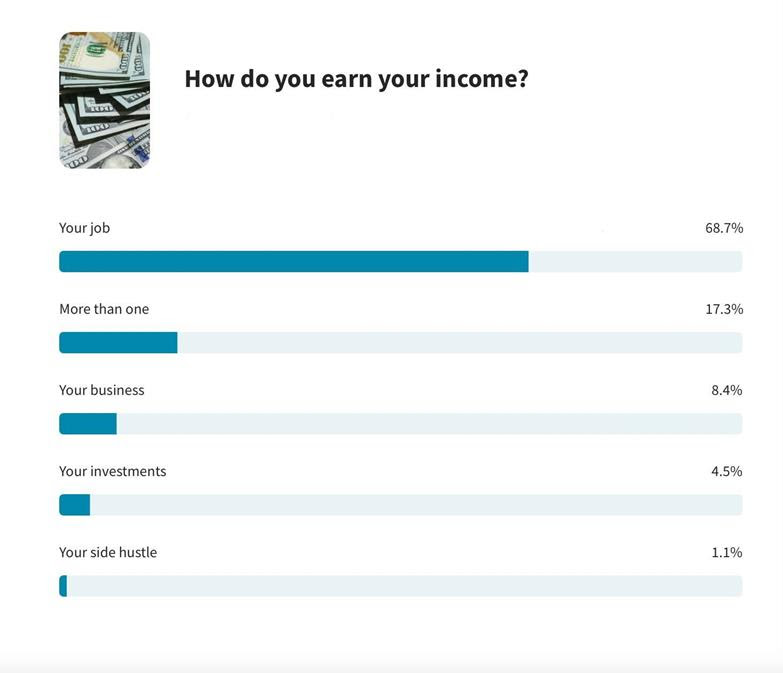 How do you earn your income?
Your job 68.7%
More than one 17.3%
Your business 8.4%
Your investments 4.5%
Your side hustle 1.1%